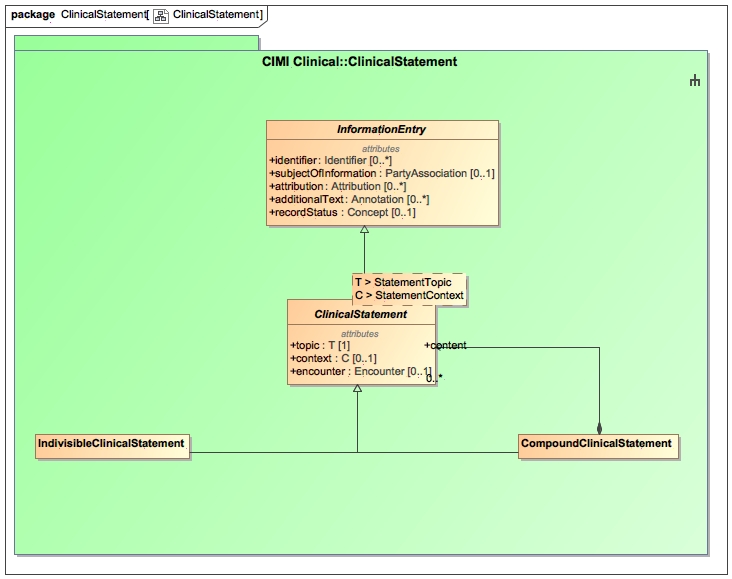 package ClinicalStatement[ ClinicalStatement]
CIMI Clinical::ClinicalStatement
InformationEntry
attributes
+identifier : Identifier [0..*]
+subjectOfInformation : PartyAssociation [0..1]
+attribution : Attribution [0..*]
+additionalText : Annotation [0..*]
+recordStatus : Concept [0..1]
T > StatementTopic
C > StatementContext
ClinicalStatement
attributes
+topic : T [1]
+content
+context : C [0..1]
+encounter : Encounter [0..1]
0..*
IndivisibleClinicalStatement
CompoundClinicalStatement